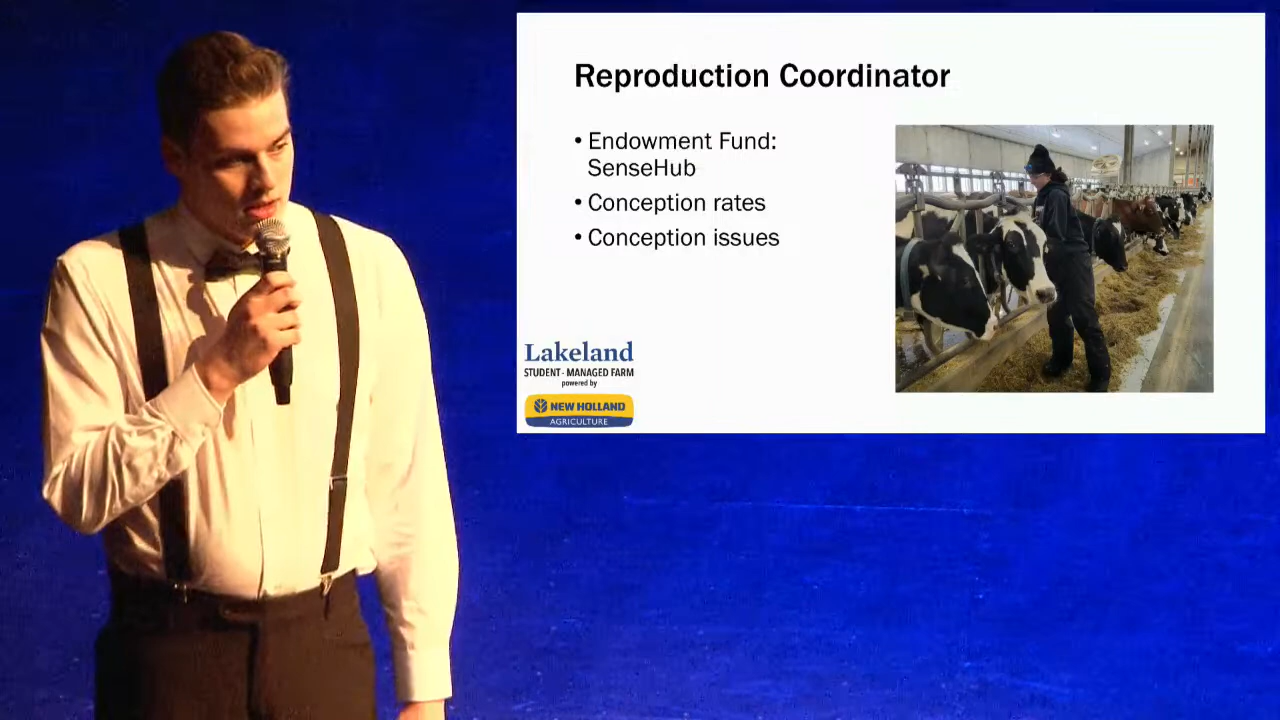 Reproduction Coordinator
• Endowment Fund:
SenseHub
• Conception rates
• Conception issues
Lakeland
STUDENT - MANAGED FARM
powered by
NEW HOLLAND
AGRICULTURE